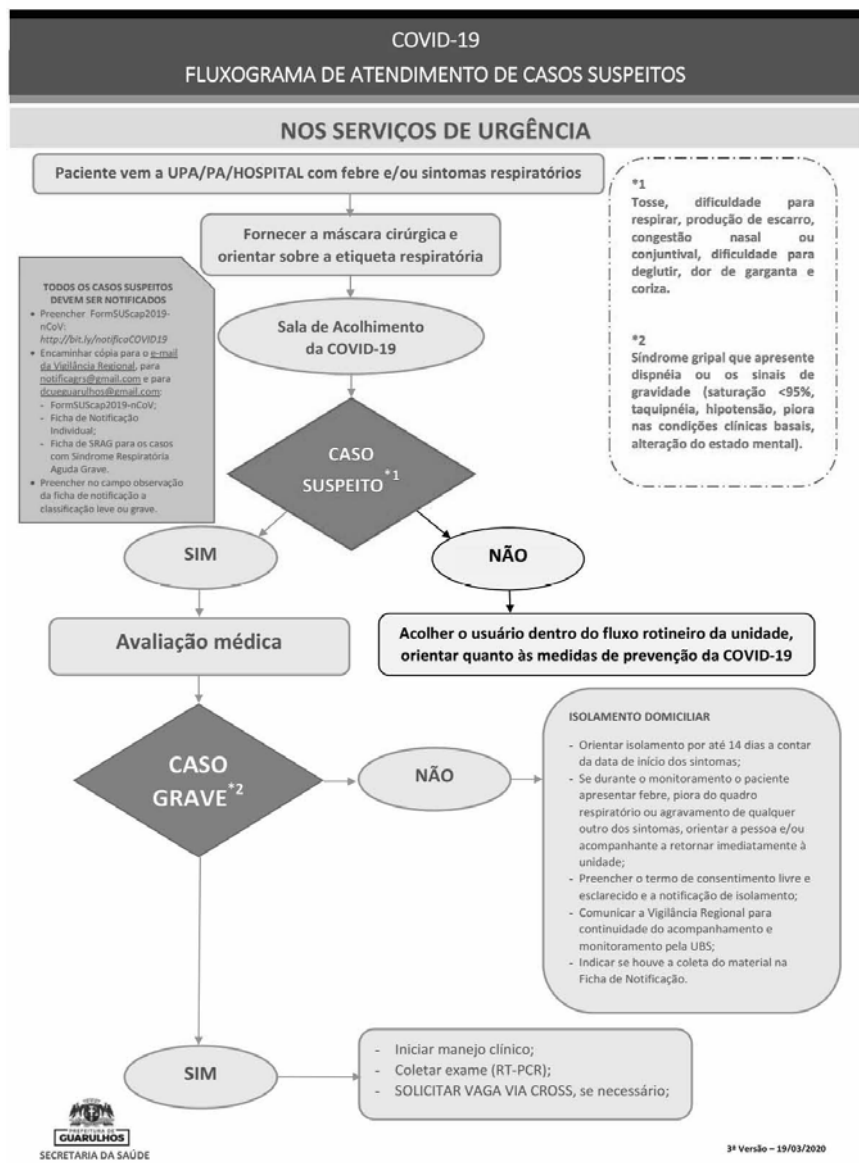 COVID-19
FLUXOGRAMA DE ATENDIMENTO DE CASOS SUSPEITOS
NOS SERVIÇOS DE URGÊNCIA
Paciente vem a UPA/PA/HOSPITAL com febre e/ou sintomas respiratórios
Fornecer a máscara cirúrgica e
orientar sobre a etiqueta respiratória
*1
Tosse, dificuldade para
respirar, produção de escarro,
congestão nasal ou
conjuntival, dificuldade para
deglutir, dor de garganta e
coriza.
*2
Síndrome gripal que apresente
dispnéia ou os sinais de
gravidade (saturação <95%,
taquipnéia, hipotensão, piora
nas condições clínicas basais,
alteração do estado mental).
TODOS OS CASOS SUSPEITOS
DEVEM SER NOTIFICADOS
• Preencher FormSUScap2019-
nCoV:
http://bit.ly/notificaCOVID19
• Encaminhar cópia para o e-mail
da Vigilância Regional, para
notificagrs@gmail.com e para
dcueguarulhos@gmail.com:
- FormSUScap2019-nCoV;
- Ficha de Notificação
Individual;
- Ficha de SRAG para os casos
com Síndrome Respiratória
Aguda Grave.
• Preencher no campo observação
da ficha de notificação a
classificação leve ou grave.
Sala de Acolhimento
da COVID-19
CASO
SUSPEITO*1
SIM
NÃO
Avaliação médica
Acolher o usuário dentro do fluxo rotineiro da unidade,
orientar quanto às medidas de prevenção da COVID-19
CASO
GRAVE*2
NÃO
ISOLAMENTO DOMICILIAR
- Orientar isolamento por até 14 dias a contar
da data de início dos sintomas;
- Se durante o monitoramento o paciente
apresentar febre, piora do quadro
respiratório ou agravamento de qualquer
outro dos sintomas, orientar a pessoa e/ou
acompanhante a retornar imediatamente à
unidade;
- Preencher o termo de consentimento livre e
esclarecido e a notificação de isolamento;
- Comunicar a Vigilância Regional para
continuidade do acompanhamento e
monitoramento pela UBS;
- Indicar se houve a coleta do material na
Ficha de Notificação.
SIM
- Iniciar manejo clínico;
- Coletar exame (RT-PCR);
- SOLICITAR VAGA VIA CROSS, se necessário;
PREFEITURA DE
GUARULHOS
SECRETARIA DA SAÚDE
3ª Versão – 19/03/2020